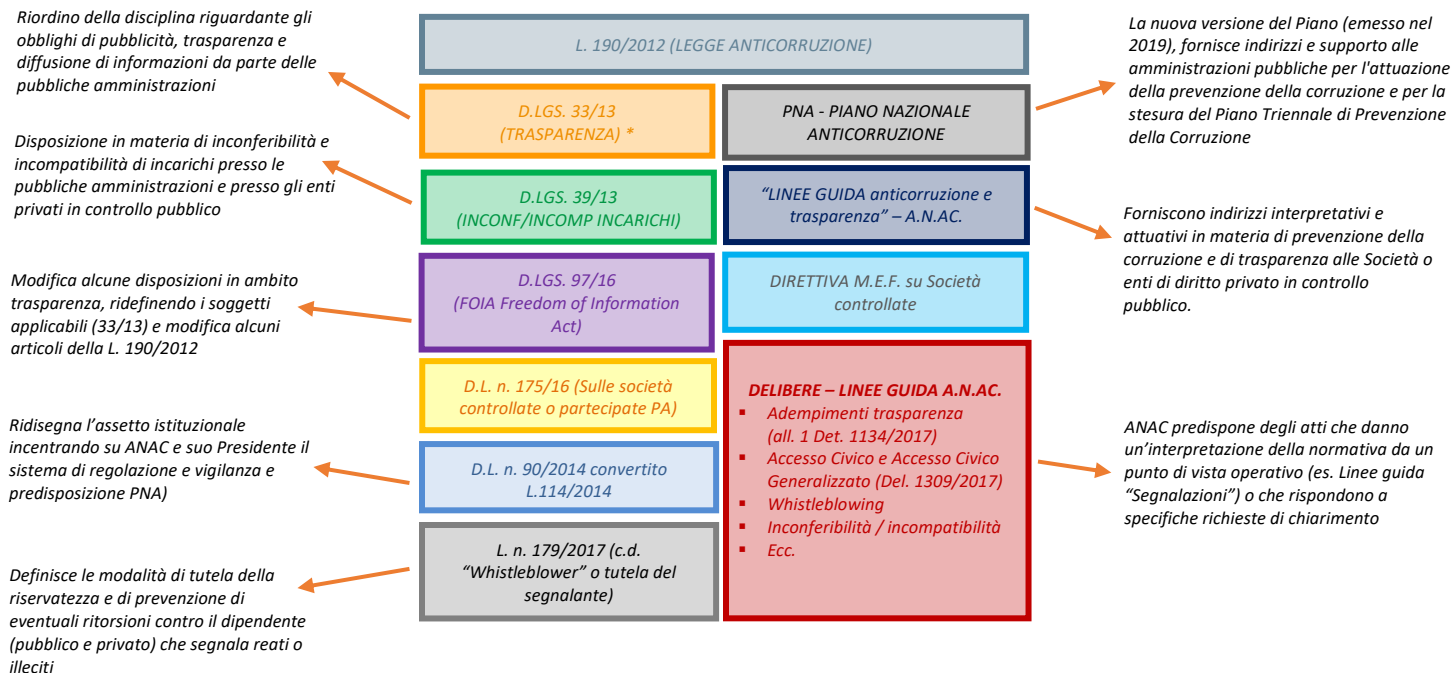 Riordino della disciplina riguardante gli
obblighi di pubblicità, trasparenza e
diffusione di informazioni da parte delle
pubbliche amministrazioni
Disposizione in materia di inconferibilità e
incompatibilità di incarichi presso le
pubbliche amministrazioni e presso gli enti
privati in controllo pubblico
Modifica alcune disposizioni in ambito
trasparenza, ridefinendo i soggetti
applicabili (33/13) e modifica alcuni
articoli della L. 190/2012
Ridisegna l’assetto istituzionale
incentrando su ANAC e suo Presidente il
sistema di regolazione e vigilanza e
predisposizione PNA)
Definisce le modalità di tutela della
riservatezza e di prevenzione di
eventuali ritorsioni contro il dipendente
(pubblico e privato) che segnala reati o
illeciti
L. 190/2012 (LEGGE ANTICORRUZIONE)
D.LGS. 33/13
(TRASPARENZA) *
D.LGS. 39/13
(INCONF/INCOMP INCARICHI)
D.LGS. 97/16
(FOIA Freedom of Information
Act)
D.L. n. 175/16 (Sulle società
controllate o partecipate PA)
D.L. n. 90/2014 convertito
L.114/2014
L. n. 179/2017 (c.d.
“Whistleblower” o tutela del
segnalante)
PNA - PIANO NAZIONALE
ANTICORRUZIONE
“LINEE GUIDA anticorruzione e
trasparenza” – A.N.AC.
DIRETTIVA M.E.F. su Società
controllate
DELIBERE – LINEE GUIDA A.N.AC.
▪ Adempimenti trasparenza
(all. 1 Det. 1134/2017)
▪ Accesso Civico e Accesso Civico
Generalizzato (Del. 1309/2017)
▪ Whistleblowing
▪ Inconferibilità / incompatibilità
▪ Ecc.
La nuova versione del Piano (emesso nel
2019), fornisce indirizzi e supporto alle
amministrazioni pubbliche per l'attuazione
della prevenzione della corruzione e per la
stesura del Piano Triennale di Prevenzione
della Corruzione
Forniscono indirizzi interpretativi e
attuativi in materia di prevenzione della
corruzione e di trasparenza alle Società o
enti di diritto privato in controllo
pubblico.
ANAC predispone degli atti che danno
un’interpretazione della normativa da un
punto di vista operativo (es. Linee guida
“Segnalazioni”) o che rispondono a
specifiche richieste di chiarimento